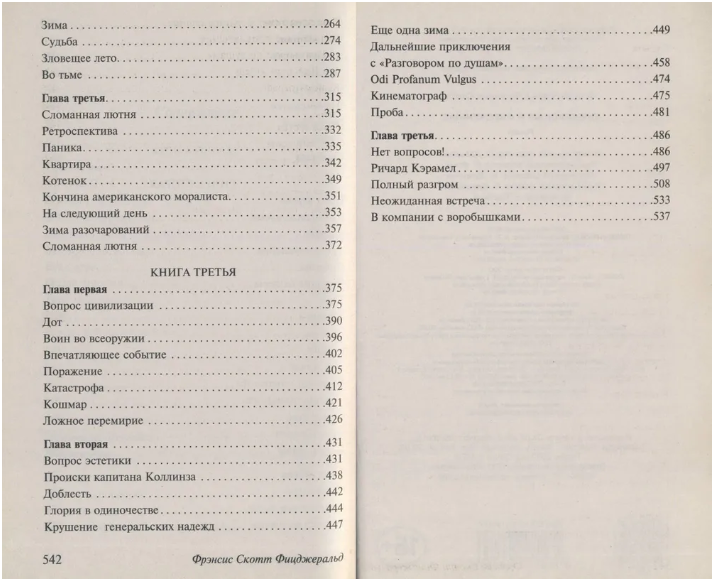 Зима ........................................264
Судьба ........................................274
Зловещее лето........................................283
Во тьме ........................................287
Глава третья........................................315
Сломанная лютня ........................................315
Ретроспектива ........................................332
Паника........................................335
Квартира ........................................342
Котенок ........................................349
Кончина американского моралиста........................................351
На следующий день ........................................353
Зима разочарований ........................................357
Сломанная лютня ........................................372
КНИГА ТРЕТЬЯ
Глава первая ........................................375
Вопрос цивилизации ........................................375
Дот ........................................390
Воин во всеоружии ........................................396
Впечатляющее событие ........................................402
Поражение ........................................405
Катастрофа ........................................412
Кошмар ........................................421
Ложное перемирие ........................................426
Глава вторая ........................................431
Вопрос эстетики ........................................431
Происки капитана Коллинза ........................................438
Доблесть ........................................442
Глория в одиночестве ........................................444
Крушение генеральских надежд ........................................447
542 Фрэнсис Скотт Фицджеральд
Еще одна зима ........................................449
Дальнейшие приключения
с «Разговором по душам»........................................458
Odi Profanum Vulgus ........................................474
Кинематограф ........................................475
Проба ........................................481
Глава третья........................................486
Нет вопросов!........................................486
Ричард Кэрамел ........................................497
Полный разгром ........................................508
Неожиданная встреча ........................................533
В компании с воробышками........................................537